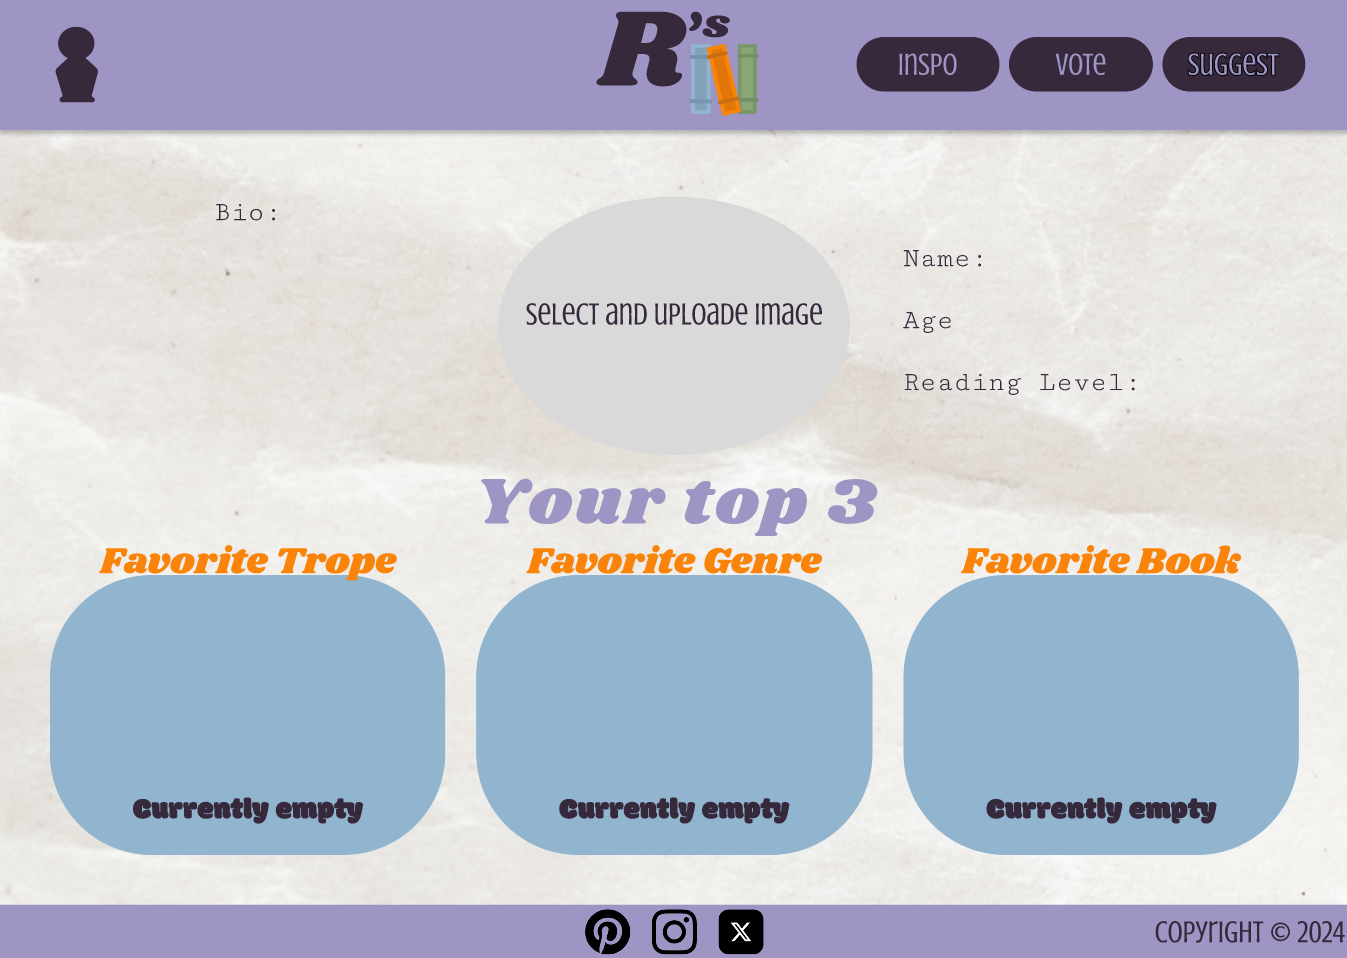 R's
Inspo
Vote
Suggest
Bio:
Name:
Select and uploade image
Age
Reading Level:
Your top 3
Favorite Trope
Favorite Genre
Favorite Book
Currently empty
Currently empty
Currently empty
Copyright © 2024